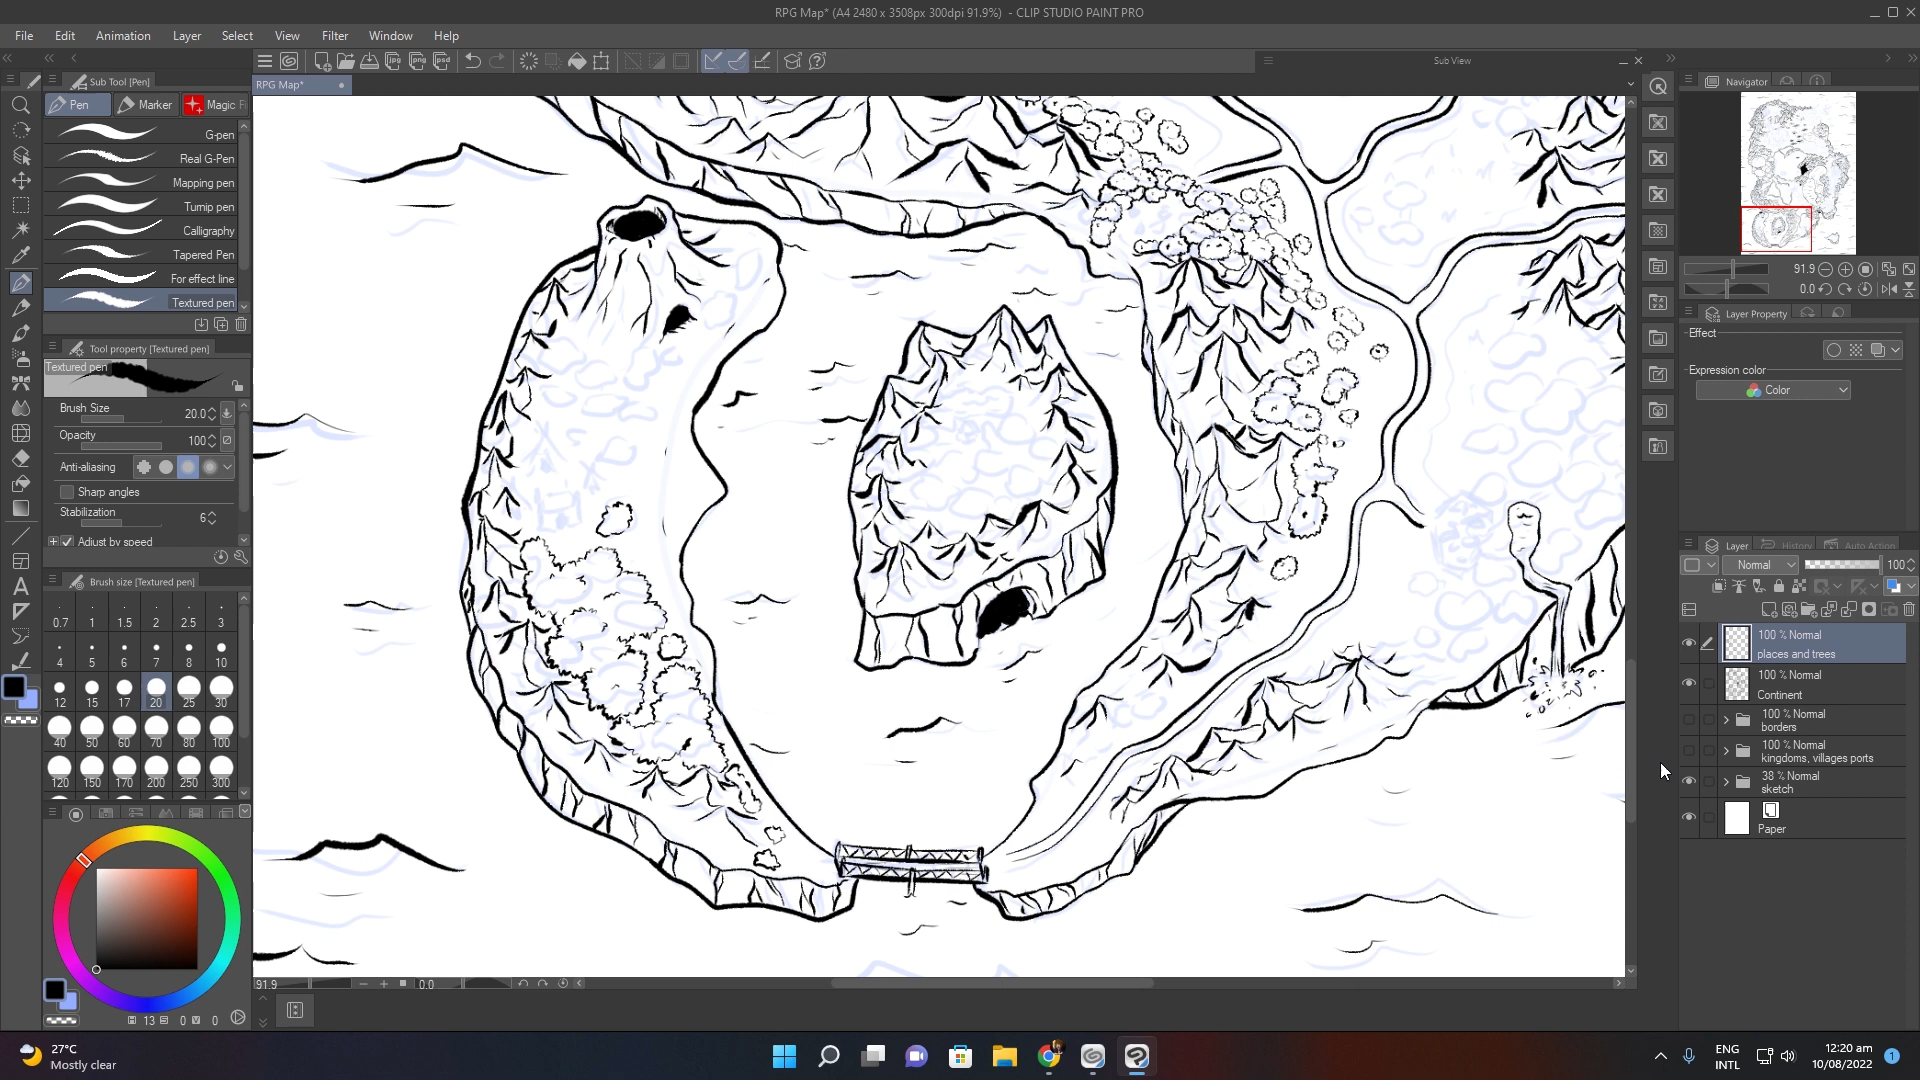 RPG Map* (A4 2480 x 3508px 300dpi 91.9%) - CLIP STUDIO PAINT PRO
File Edit Animation Layer Select View Filter Window Help
Sub Tool [Pen]
Pen Marker Magic
G-pen
Real G-Pen
Mapping pen
Turnip pen
Calligraphy
Tapered Pen
For effect line
Textured pen
Tool property [Textured pen]
Textured pen
Brush Size 20.0
Opacity 100
Anti-aliasing
Sharp angles
Stabilization 6
Adjust by speed
Brush size [Textured pen]
0.7 1 1.5 2 2.5 3
4 5 6 7 8 10
12 15 17 20 25 30
40 50 60 70 80 100
120 150 170 200 250 300
13 0 0
RPG Map*
91.9 0.0
Sub View
Navigator
91.9
0.0
Layer Property
Effect
Expression color
Color
Layer History Auto Action
Normal 100
100 % Normal
places and trees
100 % Normal
Continent
100 % Normal
borders
100 % Normal
kingdoms, villages ports
38 % Normal
sketch
Paper
27°C
Mostly clear
ENG
INTL
12:20 am
10/08/2022
1